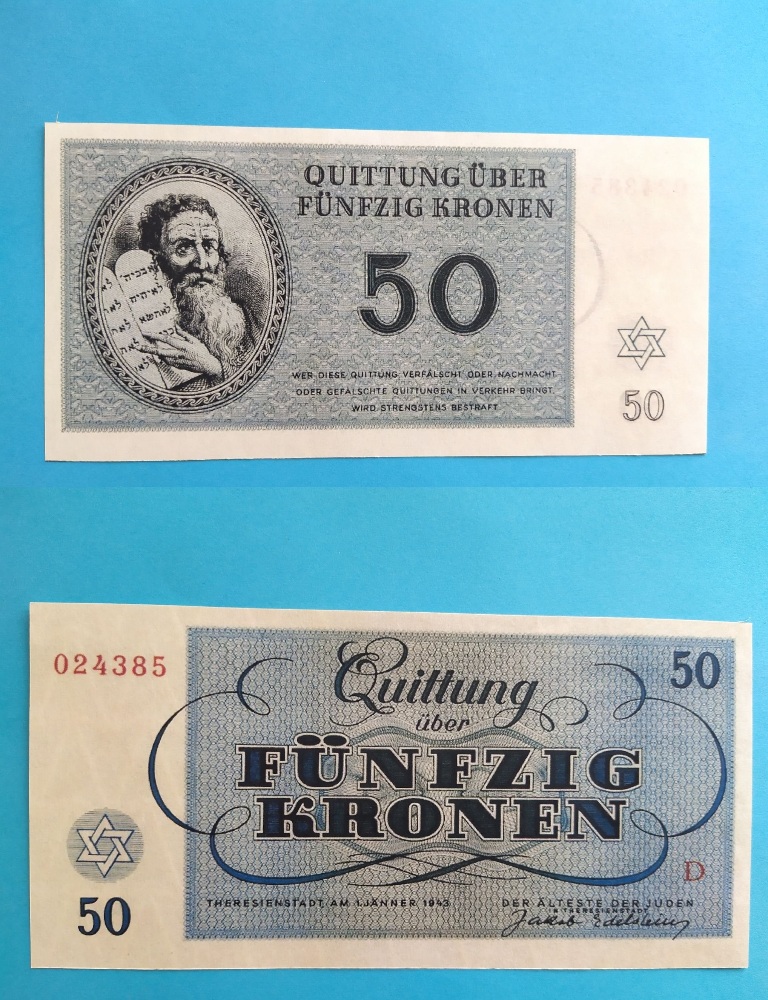 QUITTUNG ÜBER
FÜNFZIG KRONEN
50
WER DIESE QUITTUNG VERFÄLSCHT ODER NACHMACHT
ODER GEFÄLSCHTE QUITTUNGEN IN VERKEHR BRINGT,
WIRD STRENGSTENS BESTRAFT
50
024385
Quittung
50
über
FÜNFZIG
KRONEN
D
50
THERESIENSTADT, AM 1. JÄNNER 1943
DER ÄLTESTE DER JUDEN
IN THERESIENSTADT
Jakob Edelstein